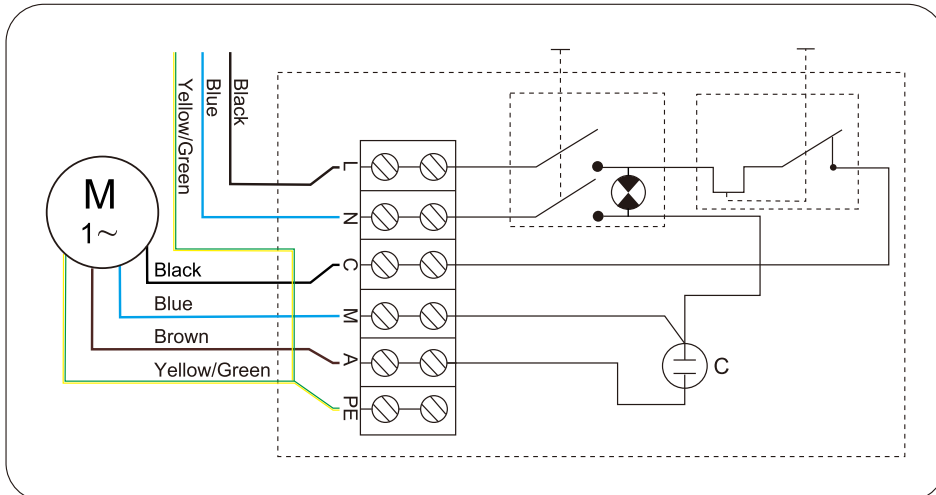 Black
Blue
Yellow/Green
M
1~
L
N
C
M
A
PE
Black
Blue
Brown
Yellow/Green
C